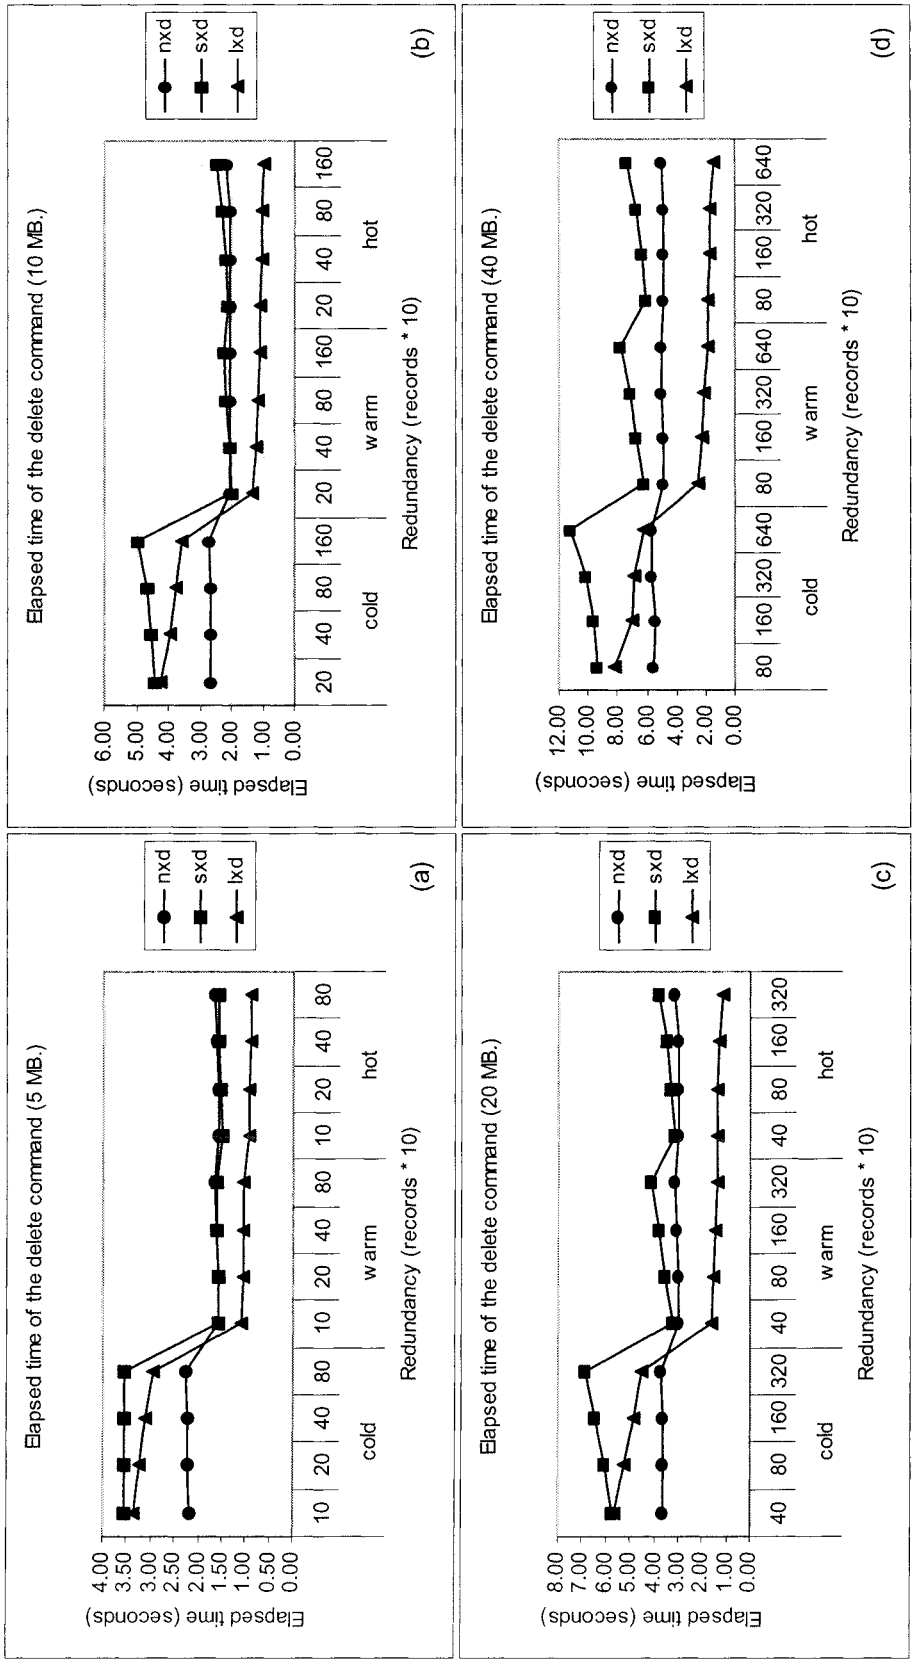 Elapsed time of the delete command (5 MB.)
Elapsed time (seconds)
4.00
3.50
3.00
2.50
2.00
1.50
1.00
0.50
0.00
10 20 40 80 10 20 40 80 10 20 40 80
cold warm hot
Redundancy (records * 10)
nxd
sxd
lxd
(a)
Elapsed time of the delete command (10 MB.)
Elapsed time (seconds)
6.00
5.00
4.00
3.00
2.00
1.00
0.00
20 40 80 160 20 40 80 160 20 40 80 160
cold warm hot
Redundancy (records * 10)
nxd
sxd
lxd
(b)
Elapsed time of the delete command (20 MB.)
Elapsed time (seconds)
8.00
7.00
6.00
5.00
4.00
3.00
2.00
1.00
0.00
40 80 160 320 40 80 160 320 40 80 160 320
cold warm hot
Redundancy (records * 10)
nxd
sxd
lxd
(c)
Elapsed time of the delete command (40 MB.)
Elapsed time (seconds)
12.00
10.00
8.00
6.00
4.00
2.00
0.00
80 160 320 640 80 160 320 640 80 160 320 640
cold warm hot
Redundancy (records * 10)
nxd
sxd
lxd
(d)